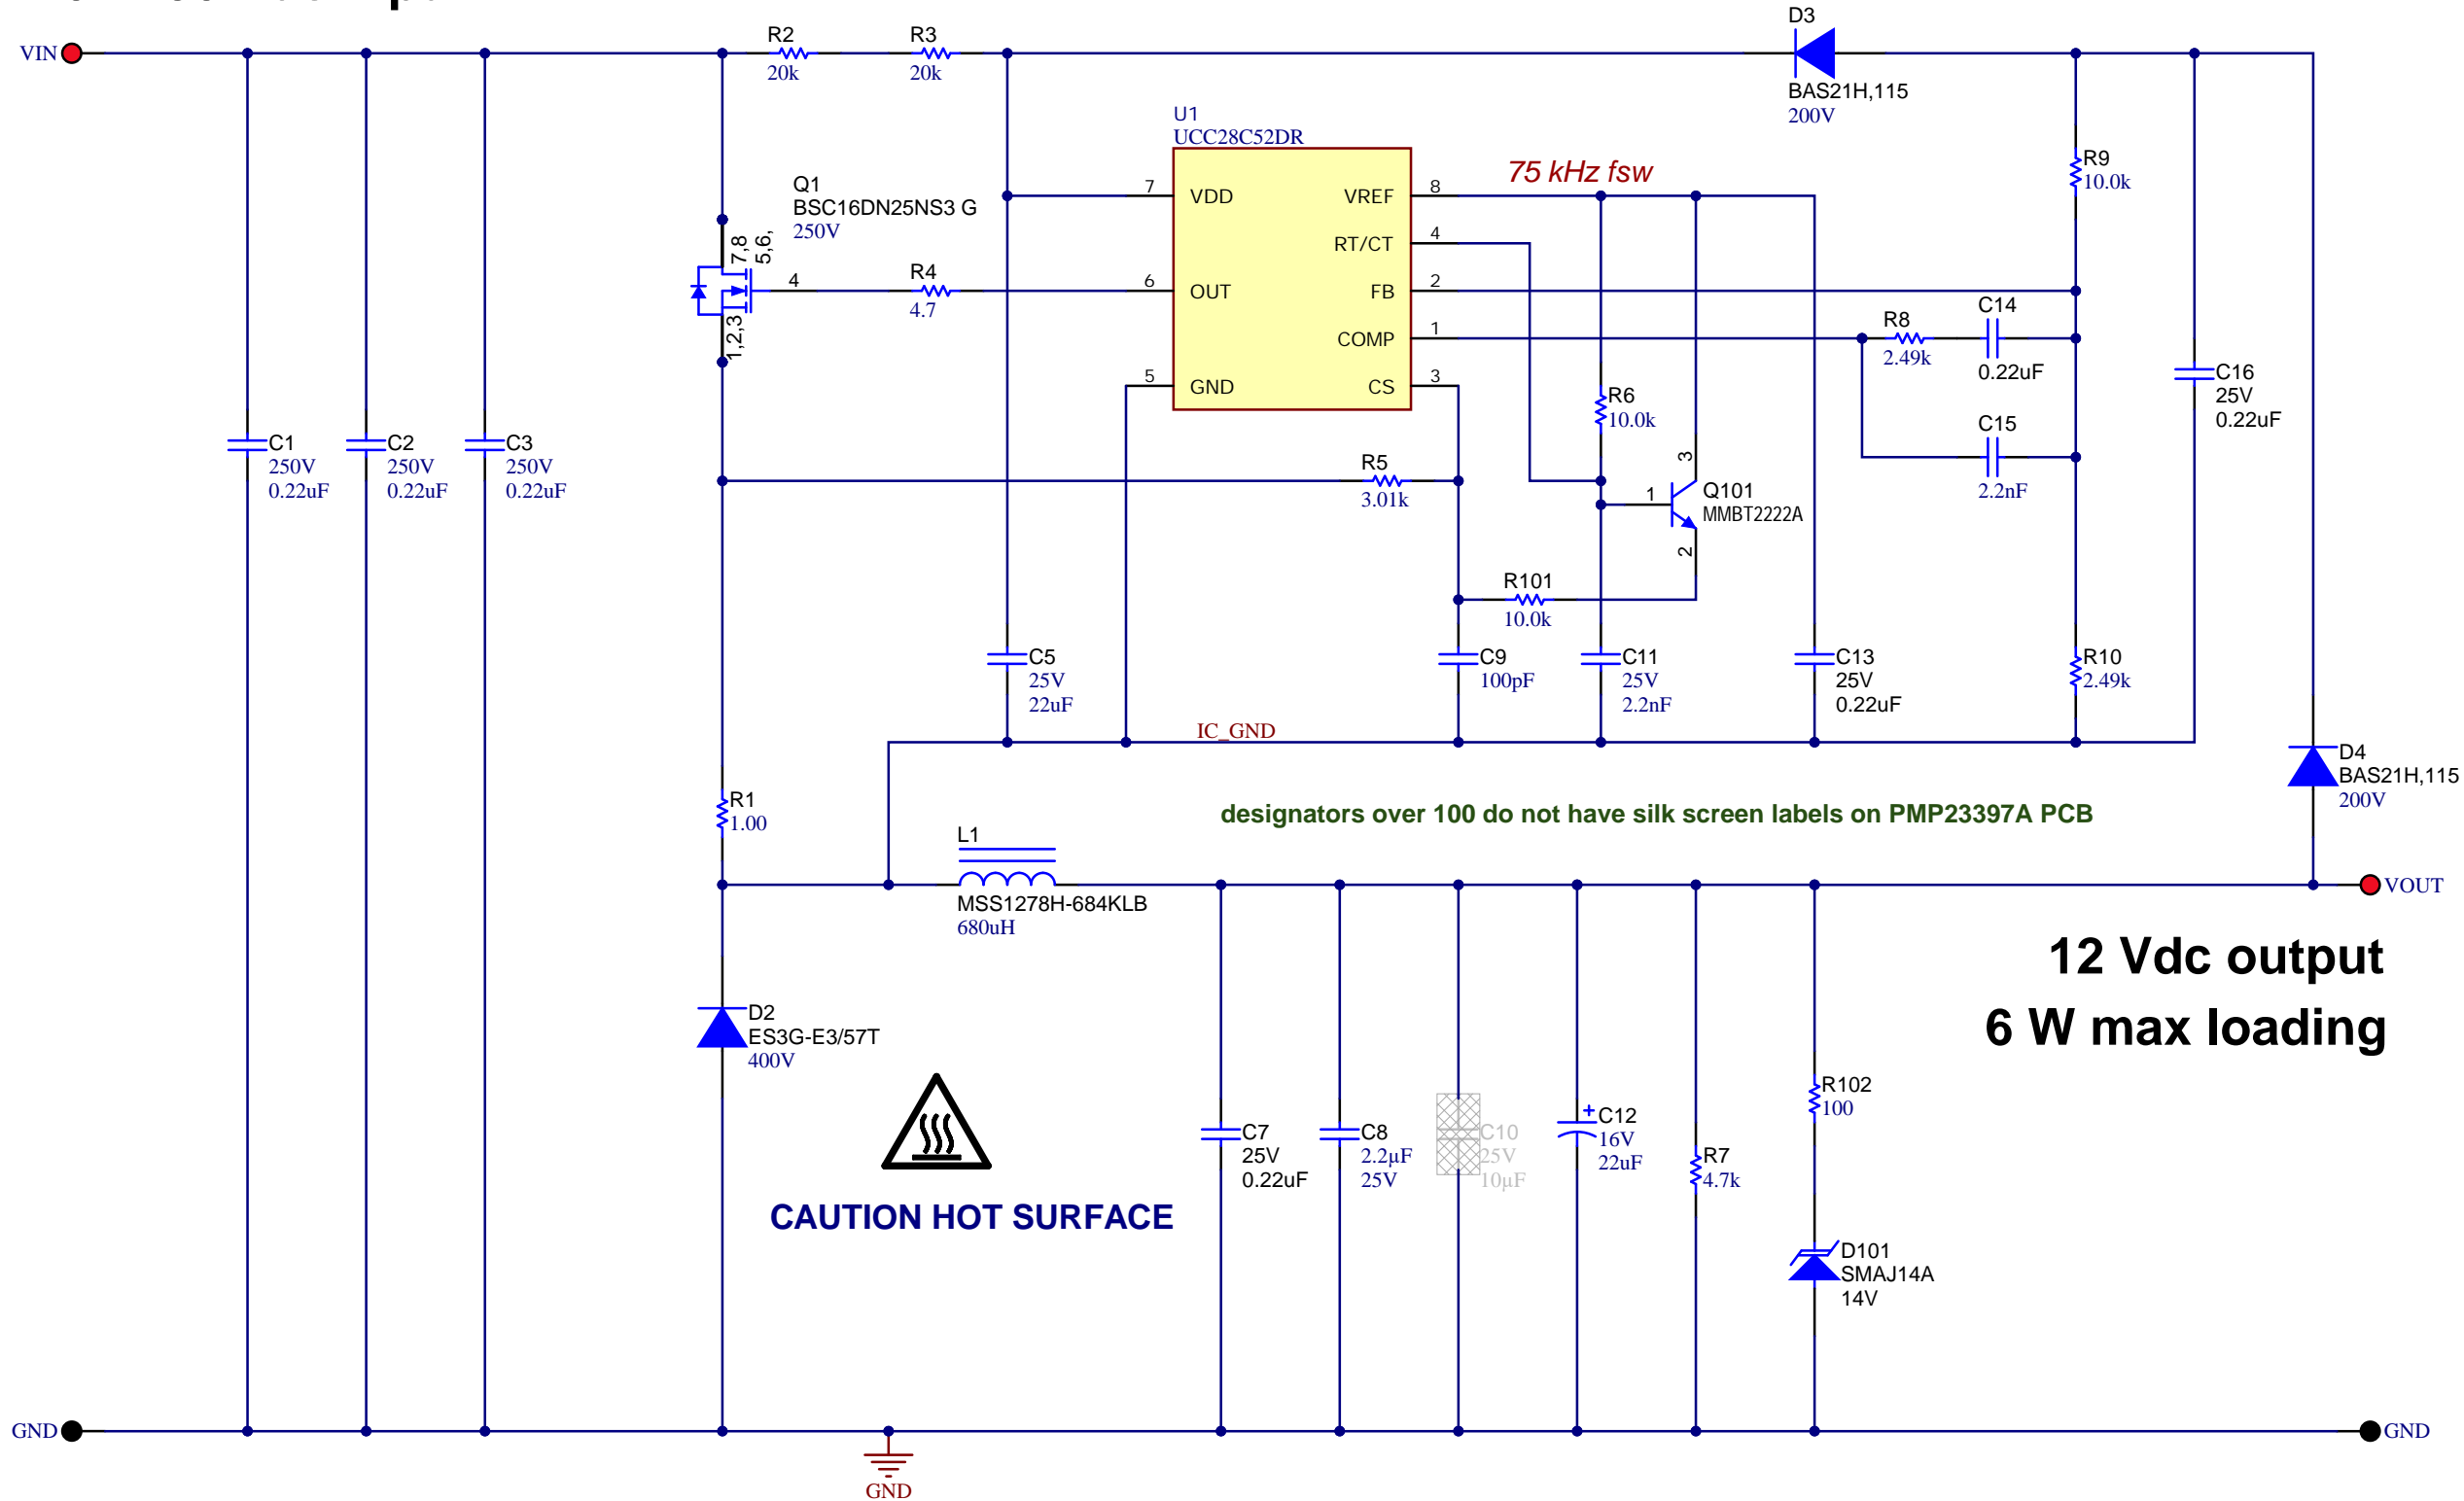 VIN
R2
20k
R3
20k
D3
BAS21H,115
200V
U1
UCC28C52DR
75 kHz fsw
7
VDD
VREF
8
RT/CT
4
6
OUT
FB
2
COMP
1
5
GND
CS
3
Q1
BSC16DN25NS3 G
250V
7,8
5,6,
4
1,2,3
R4
4.7
R9
10.0k
R8
2.49k
C14
0.22uF
C15
2.2nF
C16
25V
0.22uF
C1
250V
0.22uF
C2
250V
0.22uF
C3
250V
0.22uF
R5
3.01k
R6
10.0k
3
1
2
Q101
MMBT2222A
R101
10.0k
C5
25V
22uF
C9
100pF
C11
25V
2.2nF
C13
25V
0.22uF
R10
2.49k
IC_GND
D4
BAS21H,115
200V
R1
1.00
designators over 100 do not have silk screen labels on PMP23397A PCB
L1
MSS1278H-684KLB
680uH
VOUT
12 Vdc output
6 W max loading
D2
ES3G-E3/57T
400V
CAUTION HOT SURFACE
C7
25V
0.22uF
C8
2.2µF
25V
C10
25V
10µF
+
C12
16V
22uF
R7
4.7k
R102
100
D101
SMAJ14A
14V
GND
GND
GND